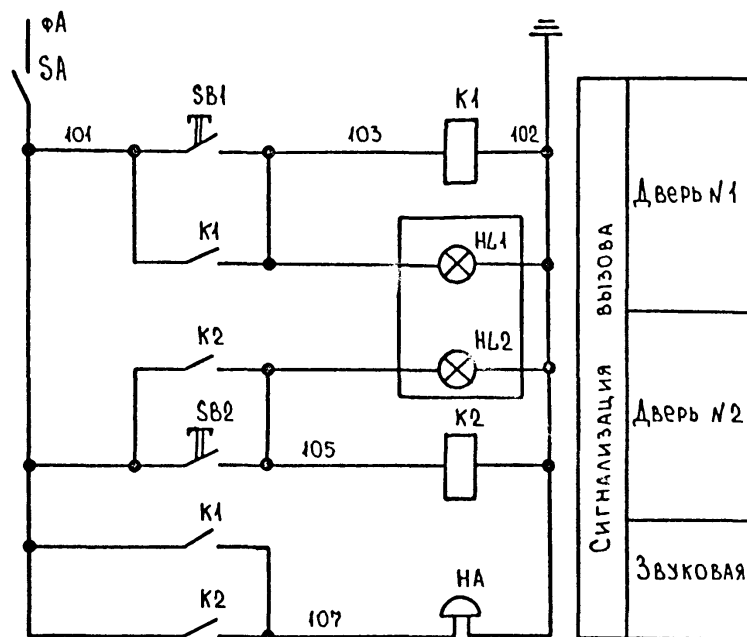 φA
SA
SB1
K1
101
103
102
K1
HL1
K2
HL2
SB2
K2
105
K1
K2
HA
107
Сигнализация вызова
Дверь N1
Дверь N2
Звуковая